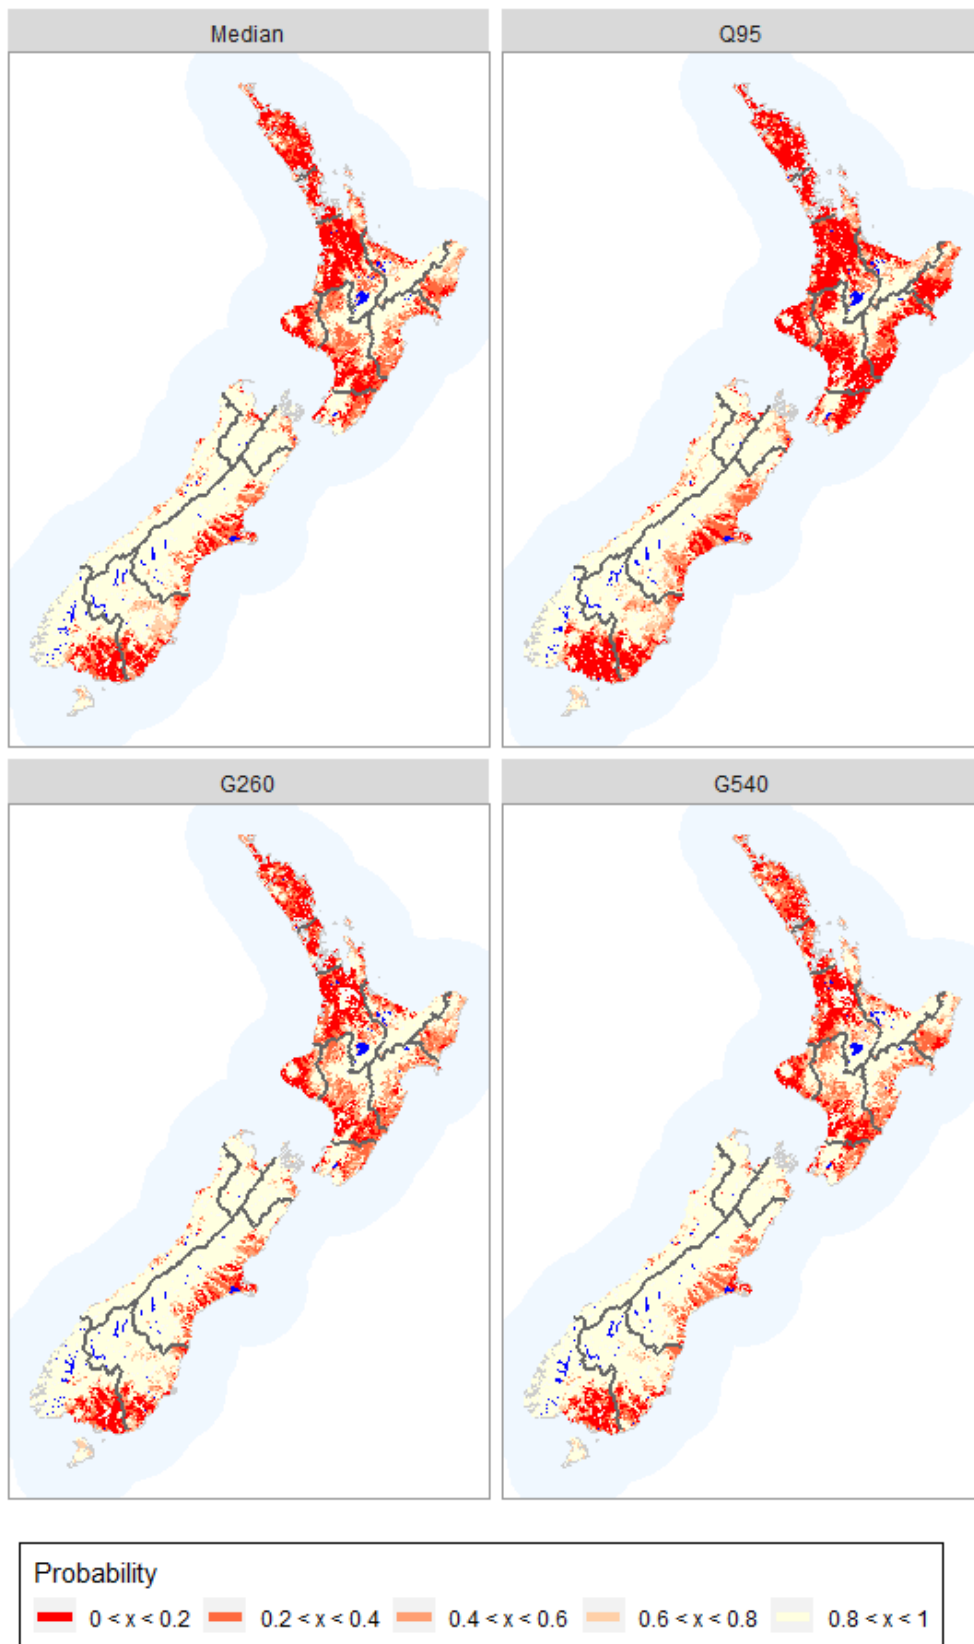 Median
Q95
G260
G540
Probability
0 < x < 0.2 0.2 < x < 0.4 0.4 < x < 0.6 0.6 < x < 0.8 0.8 < x < 1